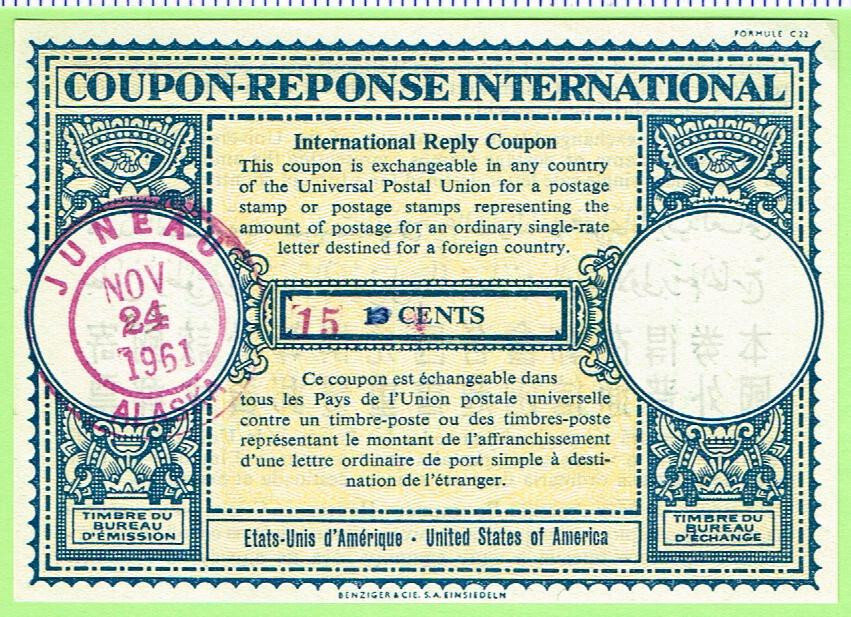 FORMULE C 22
COUPON-REPONSE INTERNATIONAL
International Reply Coupon
This coupon is exchangeable in any country
of the Universal Postal Union for a postage
stamp or postage stamps representing the
amount of postage for an ordinary single-rate
letter destined for a foreign country.
JUNEAU
NOV
24
1961
ALASKA
15 13 CENTS
Ce coupon est échangeable dans
tous les Pays de l'Union postale universelle
contre un timbre-poste ou des timbres-poste
représentant le montant de l'affranchissement
d'une lettre ordinaire de port simple à desti-
nation de l'étranger.
TIMBRE DU
BUREAU
D'ÉMISSION
Etats-Unis d'Amérique · United States of America
TIMBRE DU
BUREAU
D'ÉCHANGE
BENZIGER & CIE. S.A. EINSIEDELN